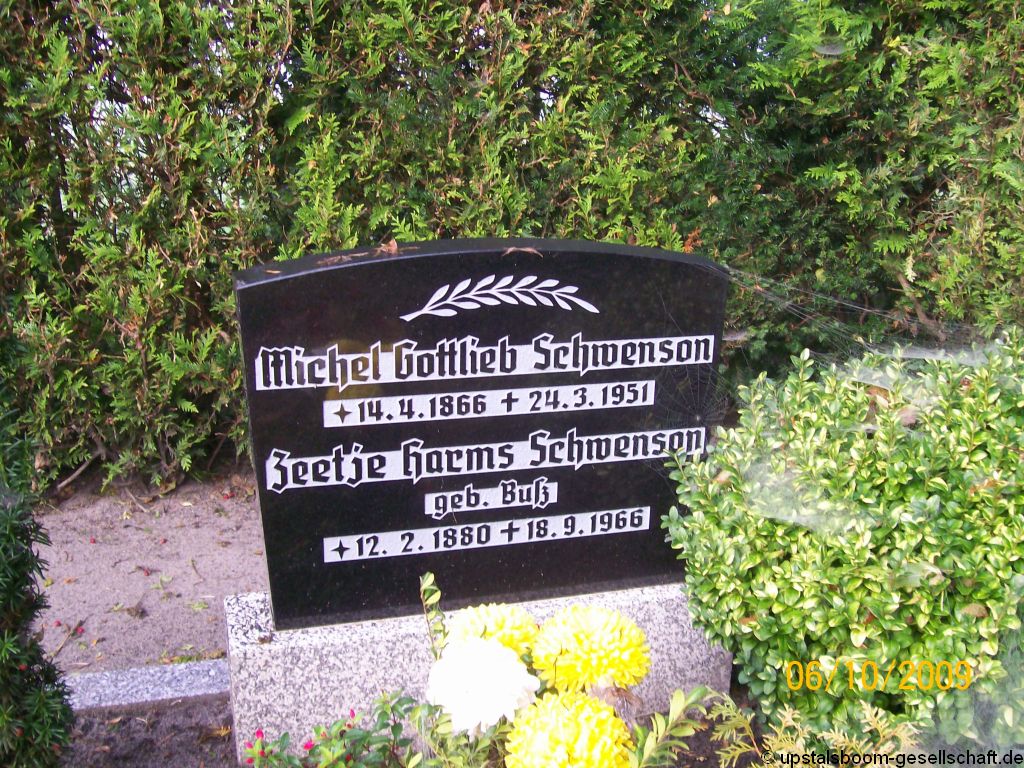 Michel Gottlieb Schwenson
✦ 14.4.1866 ✝ 24.3.1951
Zeetje Harms Schwenson
geb. Buß
✦ 12. 2. 1880 ✝ 18. 9. 1966
06/10/2009
© upstalsboom-gesellschaft.de